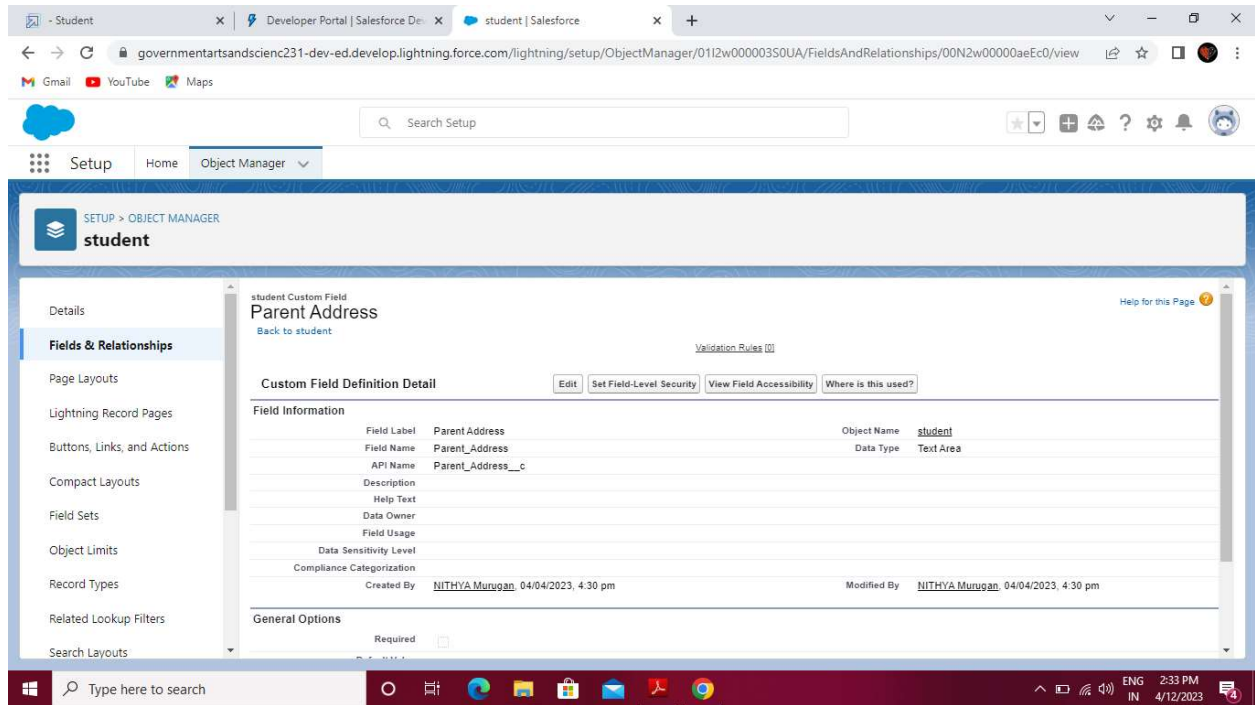 - Student
Developer Portal | Salesforce De
student | Salesforce
governmentartsandscienc231-dev-ed.develop.lightning.force.com/lightning/setup/ObjectManager/01I2w000003S0UA/FieldsAndRelationships/00N2w00000aeEc0/view
Gmail YouTube Maps
Search Setup
Setup Home Object Manager
SETUP > OBJECT MANAGER
student
Details
Fields & Relationships
Page Layouts
Lightning Record Pages
Buttons, Links, and Actions
Compact Layouts
Field Sets
Object Limits
Record Types
Related Lookup Filters
Search Layouts
student Custom Field
Parent Address
Back to student
Help for this Page
Validation Rules [0]
Custom Field Definition Detail Edit Set Field-Level Security View Field Accessibility Where is this used?
Field Information
Field Label Parent Address Object Name student
Field Name Parent_Address Data Type Text Area
API Name Parent_Address__c
Description
Help Text
Data Owner
Field Usage
Data Sensitivity Level
Compliance Categorization
Created By NITHYA Murugan, 04/04/2023, 4:30 pm Modified By NITHYA Murugan, 04/04/2023, 4:30 pm
General Options
Required
Type here to search
ENG 2:33 PM
IN 4/12/2023
4